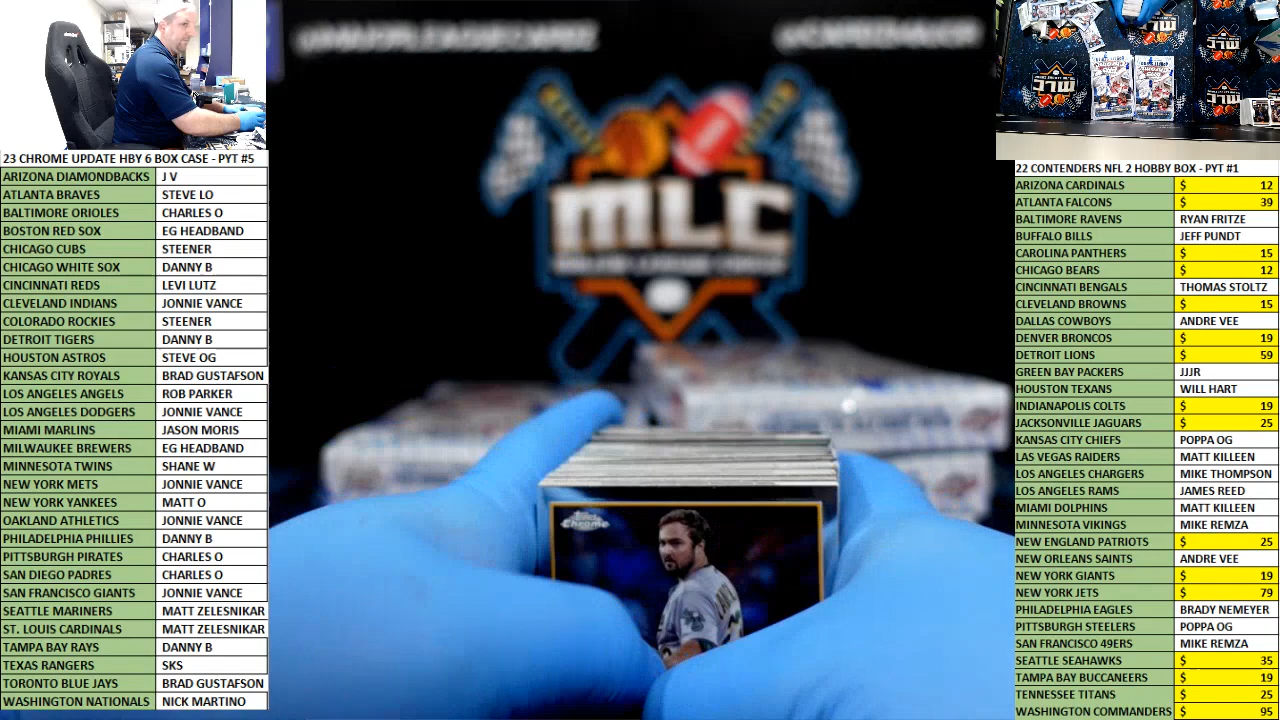 23 CHROME UPDATE HBY 6 BOX CASE - PYT #5
ARIZONA DIAMONDBACKS J V
ATLANTA BRAVES STEVE LO
BALTIMORE ORIOLES CHARLES O
BOSTON RED SOX EG HEADBAND
CHICAGO CUBS STEENER
CHICAGO WHITE SOX DANNY B
CINCINATI REDS LEVI LUTZ
CLEVELAND INDIANS JONNIE VANCE
COLORADO ROCKIES STEENER
DETROIT TIGERS DANNY B
HOUSTON ASTROS STEVE OG
KANSAS CITY ROYALS BRAD GUSTAFSON
LOS ANGELES ANGELS ROB PARKER
LOS ANGELES DODGERS JONNIE VANCE
MIAMI MARLINS JASON MORIS
MILWAUKEE BREWERS EG HEADBAND
MINNESOTA TWINS SHANE W
NEW YORK METS JONNIE VANCE
NEW YORK YANKEES MATT O
OAKLAND ATHLETICS JONNIE VANCE
PHILADELPHIA PHILLIES DANNY B
PITTSBURGH PIRATES CHARLES O
SAN DIEGO PADRES CHARLES O
SAN FRANCISCO GIANTS JONNIE VANCE
SEATTLE MARINERS MATT ZELESNIKAR
ST. LOUIS CARDINALS MATT ZELESNIKAR
TAMPA BAY RAYS DANNY B
TEXAS RANGERS SKS
TORONTO BLUE JAYS BRAD GUSTAFSON
WASHINGTON NATIONALS NICK MARTINO
MLC
Topps
Chrome
22 CONTENDERS NFL 2 HOBBY BOX - PYT #1
ARIZONA CARDINALS $ 12
ATLANTA FALCONS $ 39
BALTIMORE RAVENS RYAN FRITZE
BUFFALO BILLS JEFF PUNDT
CAROLINA PANTHERS $ 15
CHICAGO BEARS $ 12
CINCINNATI BENGALS THOMAS STOLTZ
CLEVELAND BROWNS $ 15
DALLAS COWBOYS ANDRE VEE
DENVER BRONCOS $ 19
DETROIT LIONS $ 59
GREEN BAY PACKERS JJJR
HOUSTON TEXANS WILL HART
INDIANAPOLIS COLTS $ 19
JACKSONVILLE JAGUARS $ 25
KANSAS CITY CHIEFS POPPA OG
LAS VEGAS RAIDERS MATT KILLEEN
LOS ANGELES CHARGERS MIKE THOMPSON
LOS ANGELES RAMS JAMES REED
MIAMI DOLPHINS MATT KILLEEN
MINNESOTA VIKINGS MIKE REMZA
NEW ENGLAND PATRIOTS $ 25
NEW ORLEANS SAINTS ANDRE VEE
NEW YORK GIANTS $ 19
NEW YORK JETS $ 79
PHILADELPHIA EAGLES BRADY NEMEYER
PITTSBURGH STEELERS POPPA OG
SAN FRANCISCO 49ERS MIKE REMZA
SEATTLE SEAHAWKS $ 35
TAMPA BAY BUCCANEERS $ 19
TENNESSEE TITANS $ 25
WASHINGTON COMMANDERS $ 95